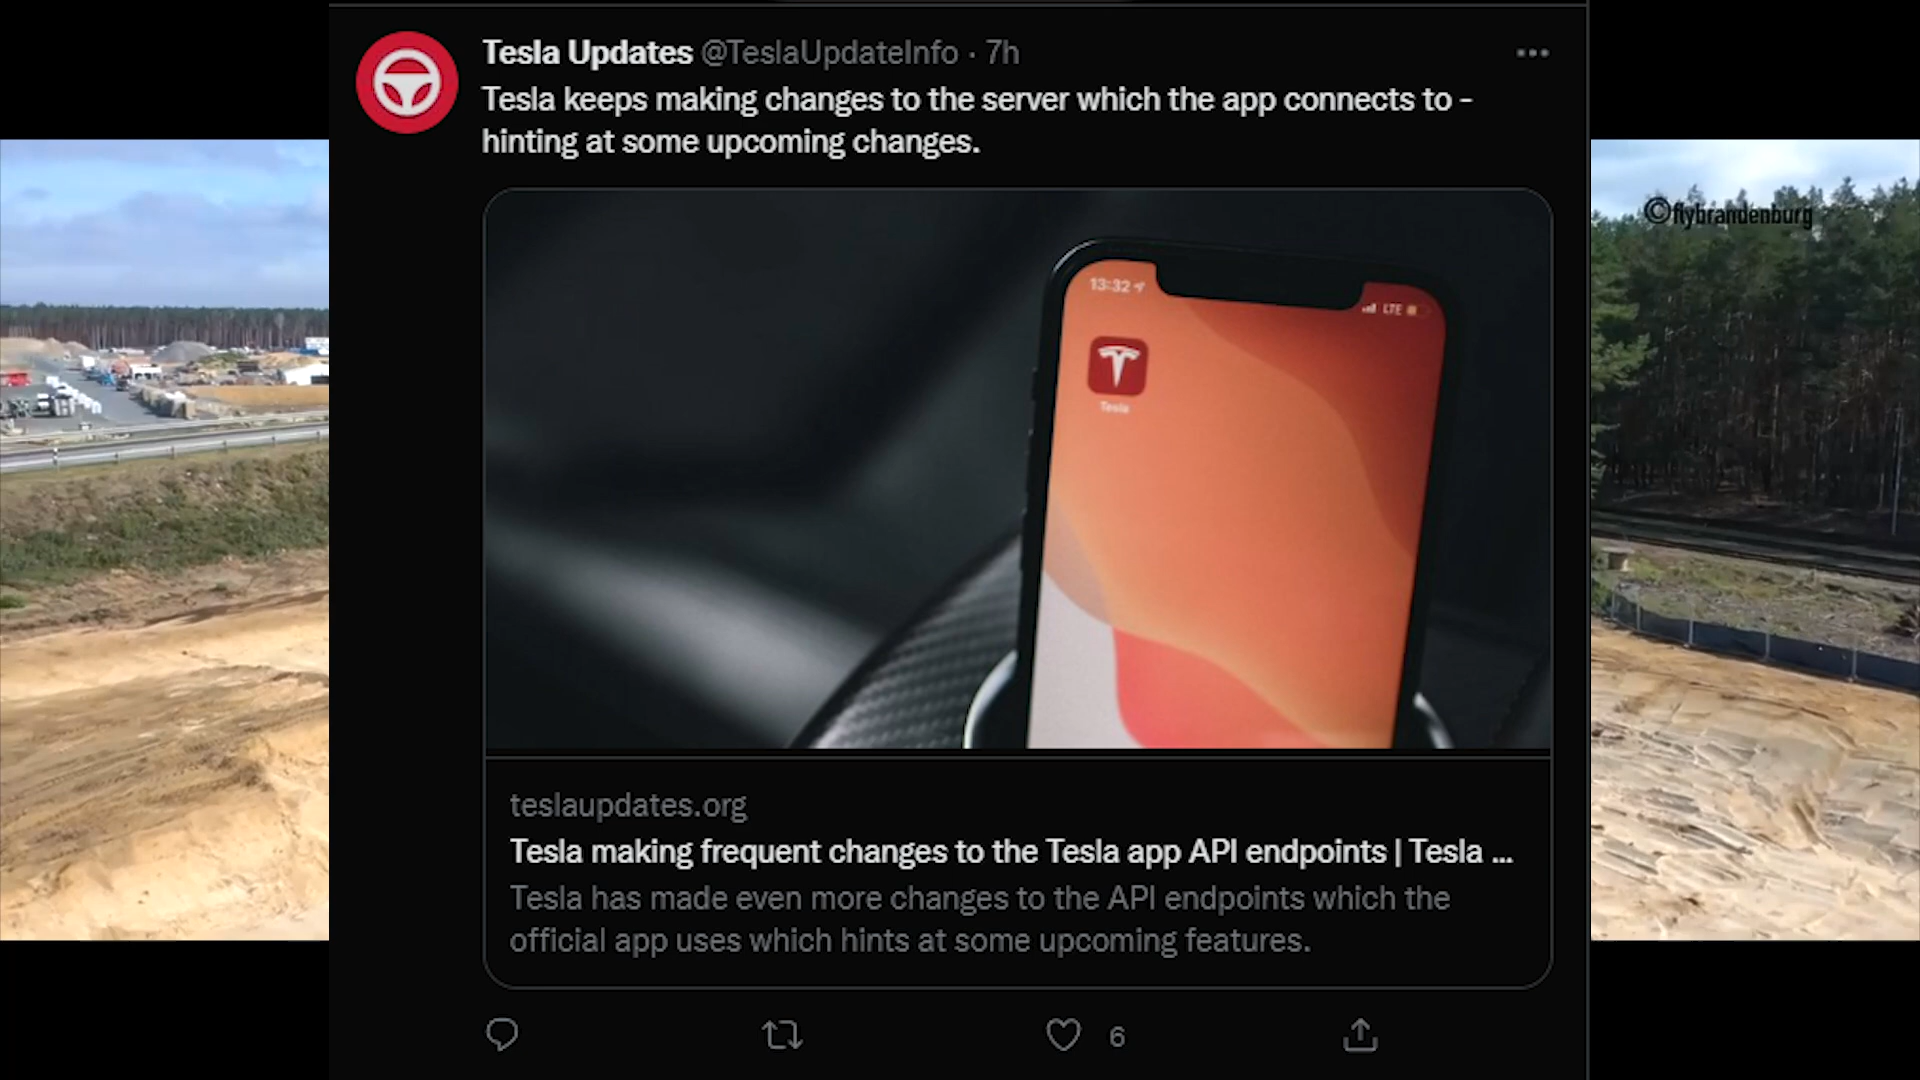 Tesla Updates @TeslaUpdateInfo · 7h
Tesla keeps making changes to the server which the app connects to -
hinting at some upcoming changes.
©flybrandenburg
13:32
LTE
Tesla
teslaupdates.org
Tesla making frequent changes to the Tesla app API endpoints | Tesla ...
Tesla has made even more changes to the API endpoints which the
official app uses which hints at some upcoming features.
6